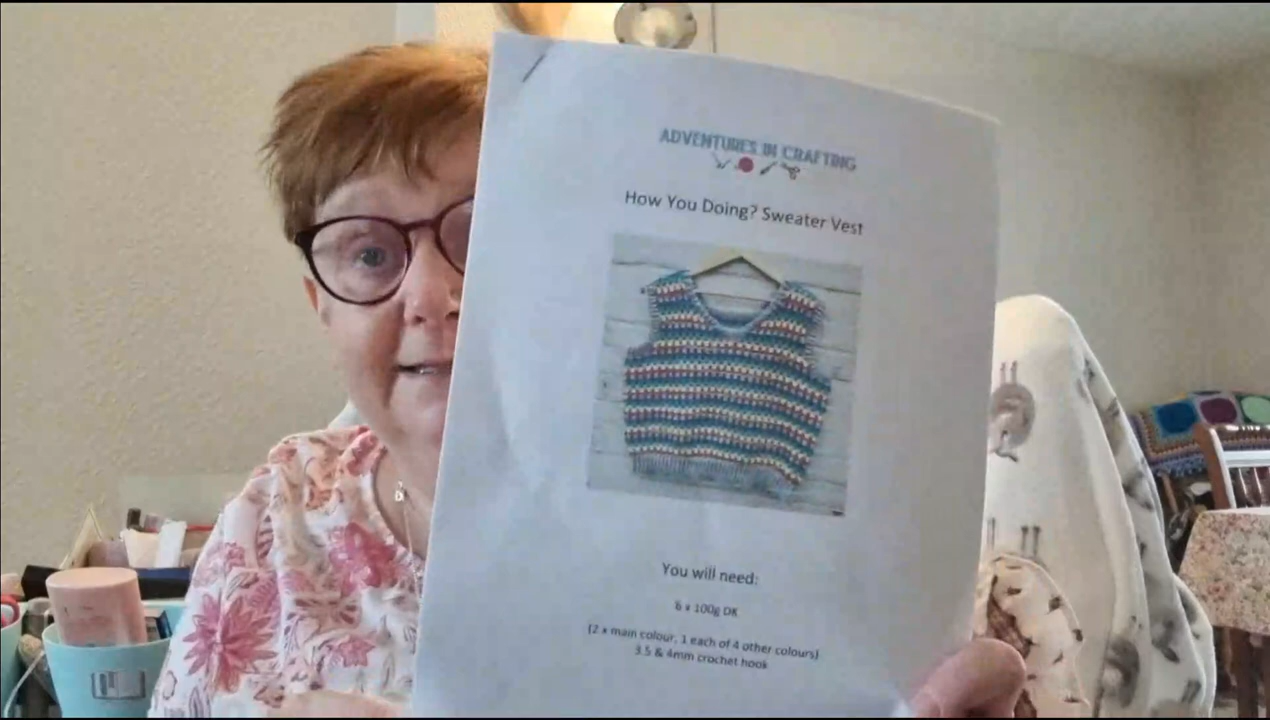 ADVENTURES IN CRAFTING
How You Doing? Sweater Vest
You will need:
6 x 100g DK
(2 x main colour, 1 each of 4 other colours)
3.5 & 4mm crochet hook